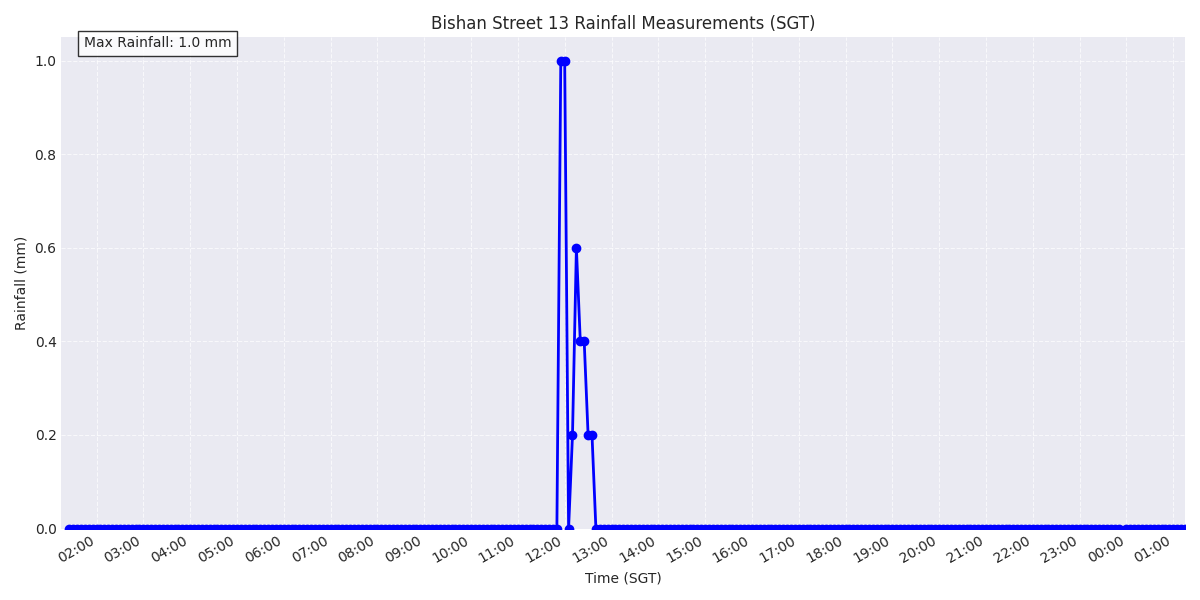 Bishan Street 13 Rainfall Measurements (SGT)
Max Rainfall: 1.0 mm
1.0
0.8
0.6
0.4
0.2
0.0
Rainfall (mm)
02:00 03:00 04:00 05:00 06:00 07:00 08:00 09:00 10:00 11:00 12:00 13:00 14:00 15:00 16:00 17:00 18:00 19:00 20:00 21:00 22:00 23:00 00:00 01:00
Time (SGT)